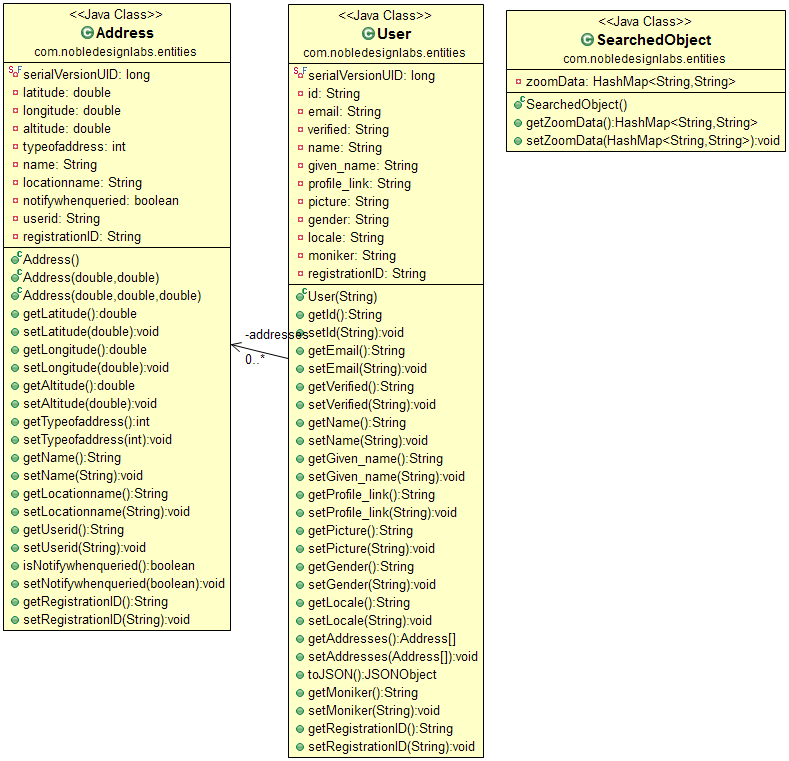 <<Java Class>>
Address
com.nobledesignlabs.entities
serialVersionUID: long
latitude: double
longitude: double
altitude: double
typeofaddress: int
name: String
locationname: String
notifywhenqueried: boolean
userid: String
registrationID: String
Address()
Address(double,double)
Address(double,double,double)
getLatitude():double
setLatitude(double):void
getLongitude():double
setLongitude(double):void
getAltitude():double
setAltitude(double):void
getTypeofaddress():int
setTypeofaddress(int):void
getName():String
setName(String):void
getLocationname():String
setLocationname(String):void
getUserid():String
setUserid(String):void
isNotifywhenqueried():boolean
setNotifywhenqueried(boolean):void
getRegistrationID():String
setRegistrationID(String):void
-addresses
0..*
<<Java Class>>
User
com.nobledesignlabs.entities
serialVersionUID: long
id: String
email: String
verified: String
name: String
given_name: String
profile_link: String
picture: String
gender: String
locale: String
moniker: String
registrationID: String
User(String)
getId():String
setId(String):void
getEmail():String
setEmail(String):void
getVerified():String
setVerified(String):void
getName():String
setName(String):void
getGiven_name():String
setGiven_name(String):void
getProfile_link():String
setProfile_link(String):void
getPicture():String
setPicture(String):void
getGender():String
setGender(String):void
getLocale():String
setLocale(String):void
getAddresses():Address[]
setAddresses(Address[]):void
toJSON():JSONObject
getMoniker():String
setMoniker(String):void
getRegistrationID():String
setRegistrationID(String):void
<<Java Class>>
SearchedObject
com.nobledesignlabs.entities
zoomData: HashMap<String,String>
SearchedObject()
getZoomData():HashMap<String,String>
setZoomData(HashMap<String,String>):void